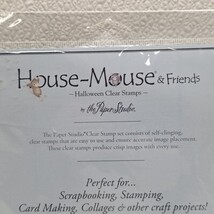 House-Mouse & Friends
— Halloween Clear Stamps —
by the Paper Studio.
The Paper Studio® Clear Stamp set consists of self-clinging,
clear stamps that are easy to use and ensure accurate image placement.
These clear stamps produce crisp images with every use.
Perfect for...
Scrapbooking, Stamping,
Card Making, Collages & other craft projects!